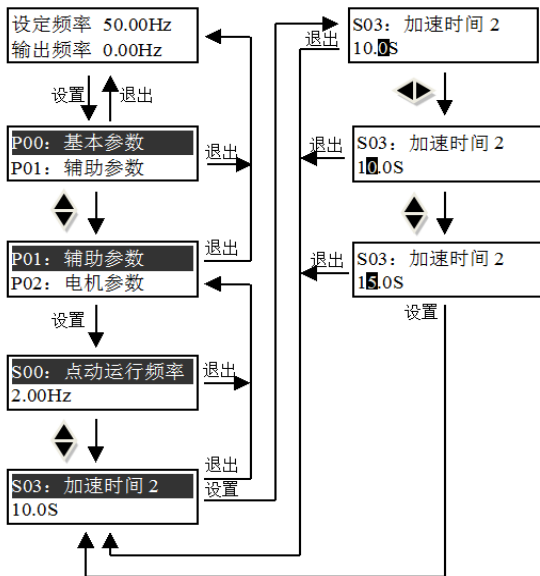 设定频率 50.00Hz
输出频率 0.00Hz
设置
退出
P00：基本参数
P01：辅助参数
退出
P01：辅助参数
P02：电机参数
退出
设置
S00：点动运行频率
2.00Hz
退出
S03：加速时间 2
10.0S
退出
设置
S03：加速时间 2
10.0S
退出
S03：加速时间 2
10.0S
退出
S03：加速时间 2
15.0S
退出
设置